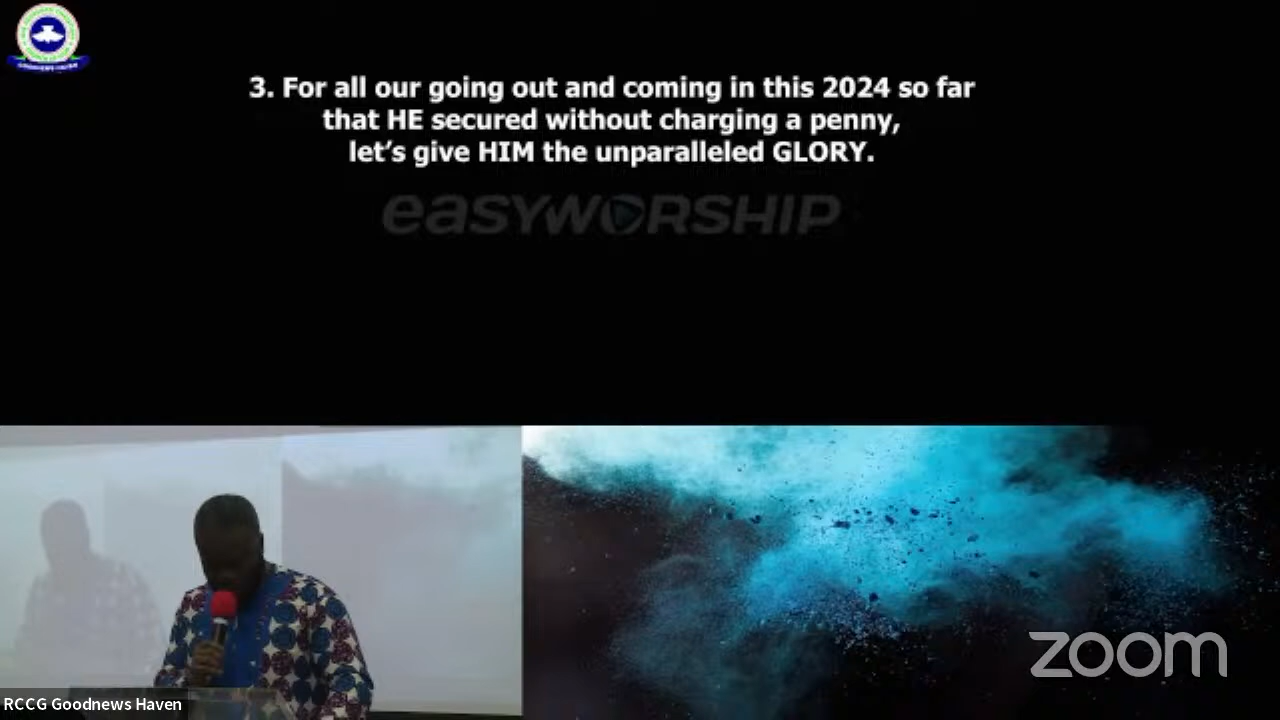 3. For all our going out and coming in this 2024 so far
that HE secured without charging a penny,
let's give HIM the unparalleled GLORY.
easyWORSHIP
zoom
RCCG Goodnews Haven